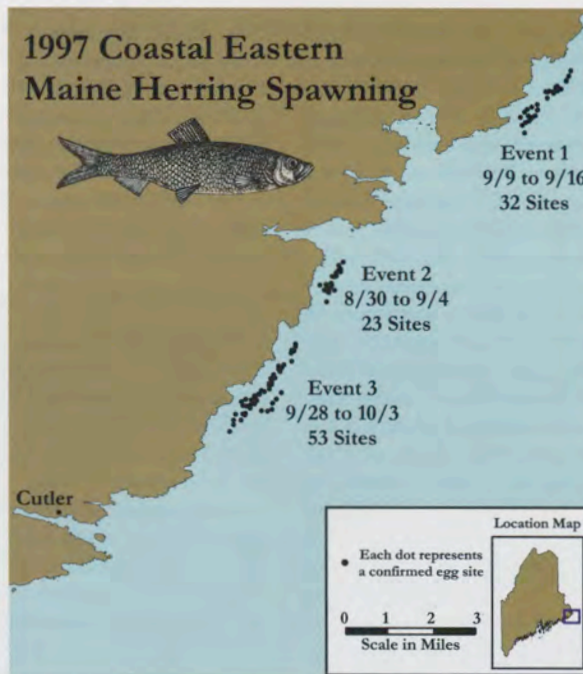 1997 Coastal Eastern
Maine Herring Spawning
Event 1
9/9 to 9/16
32 Sites
Event 2
8/30 to 9/4
23 Sites
Event 3
9/28 to 10/3
53 Sites
Cutler
Location Map
Each dot represents
a confirmed egg site
0 1 2 3
Scale in Miles